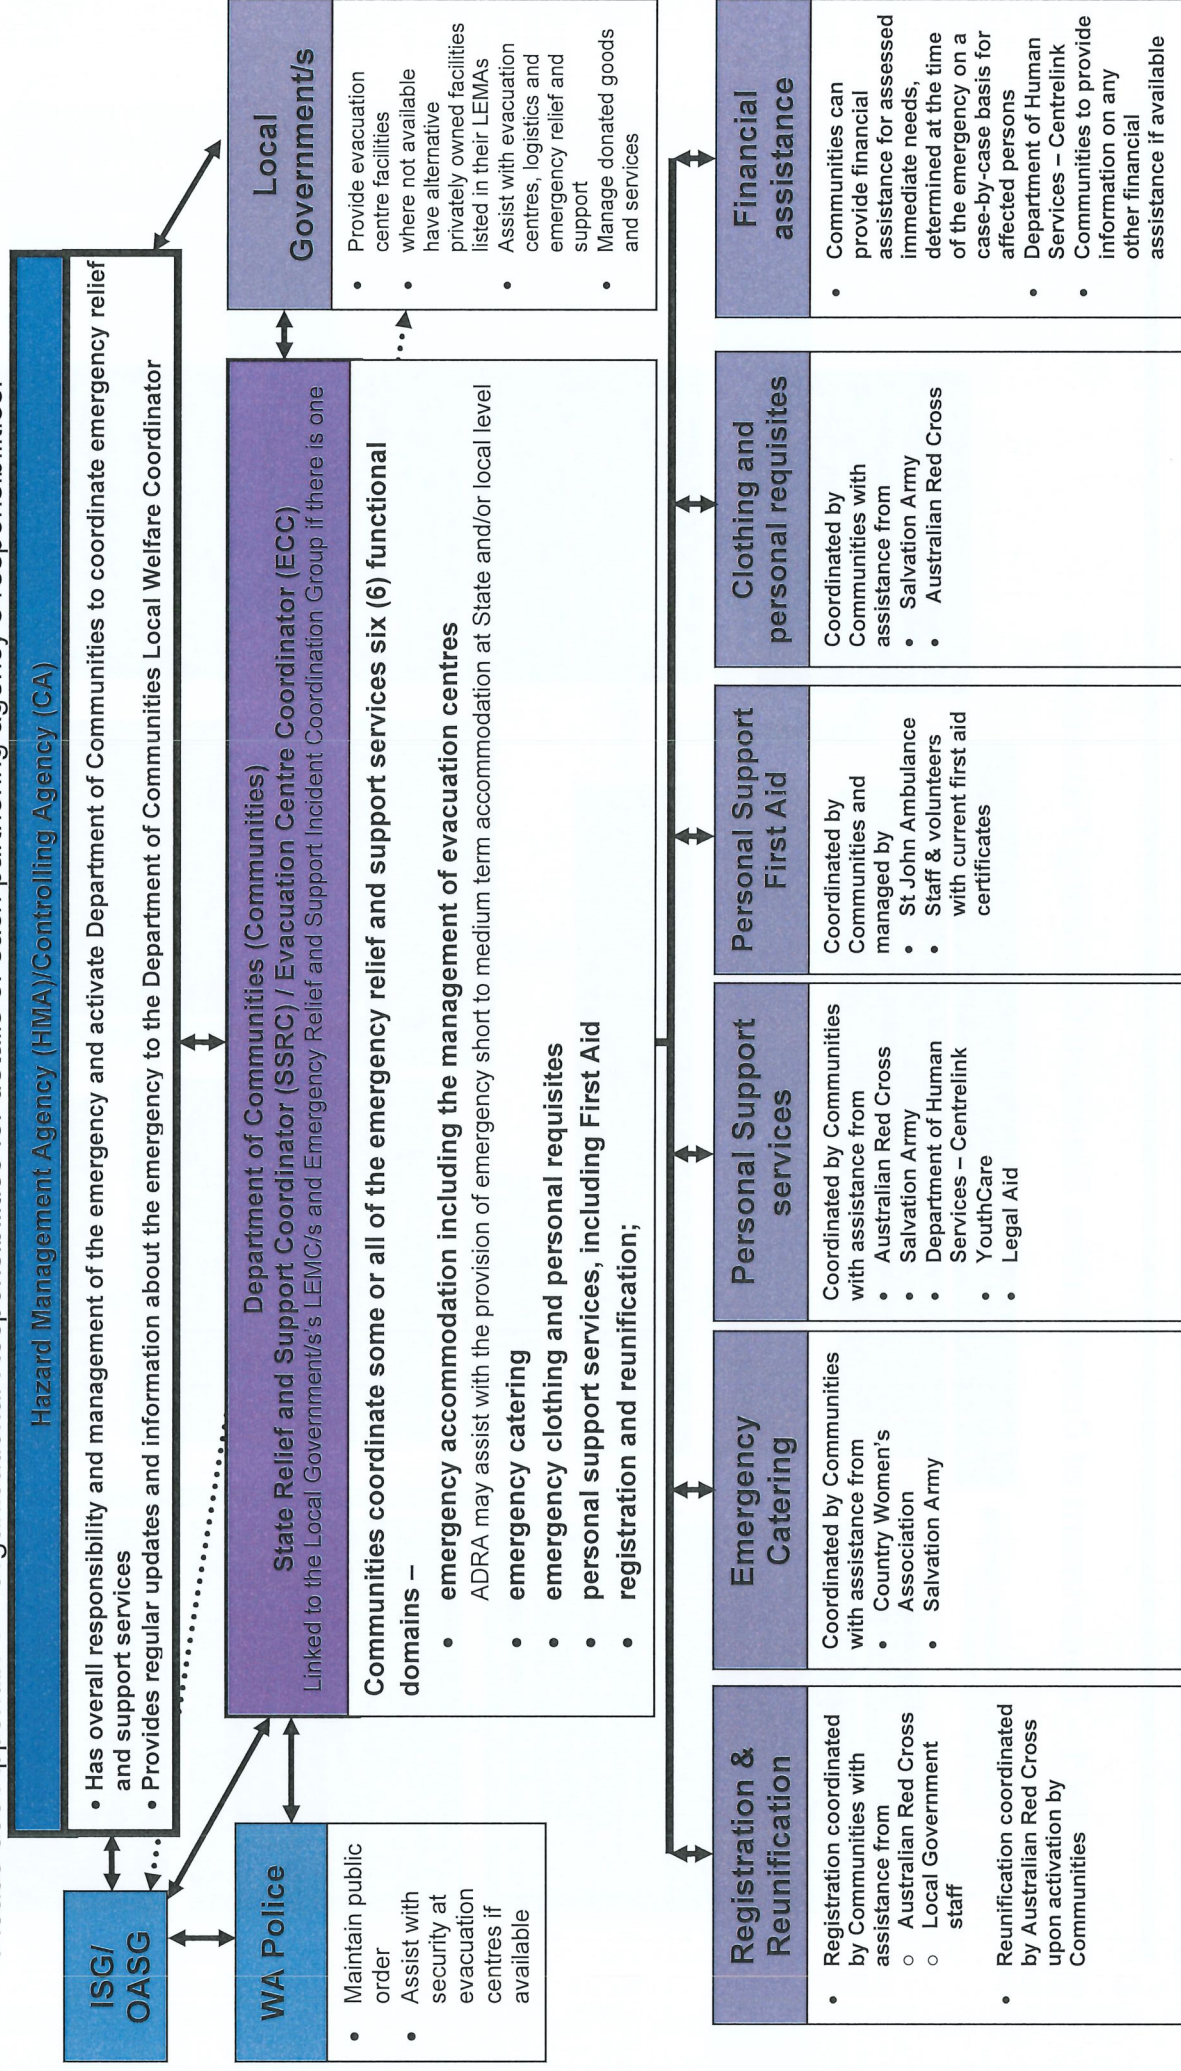 Hazard Management Agency (HMA)/Controlling Agency (CA)
• Has overall responsibility and management of the emergency and activate Department of Communities to coordinate emergency relief
and support services
• Provides regular updates and information about the emergency to the Department of Communities Local Welfare Coordinator
ISG/
OASG
WA Police
• Maintain public
order
• Assist with
security at
evacuation
centres if
available
Department of Communities (Communities)
State Relief and Support Coordinator (SSRC) / Evacuation Centre Coordinator (ECC)
Linked to the Local Government/s's LEMC/s and Emergency Relief and Support Incident Coordination Group if there is one
Communities coordinate some or all of the emergency relief and support services six (6) functional
domains –
• emergency accommodation including the management of evacuation centres
ADRA may assist with the provision of emergency short to medium term accommodation at State and/or local level
• emergency catering
• emergency clothing and personal requisites
• personal support services, including First Aid
• registration and reunification;
Local
Government/s
• Provide evacuation
centre facilities
• where not available
have alternative
privately owned facilities
listed in their LEMAs
• Assist with evacuation
centres, logistics and
emergency relief and
support
• Manage donated goods
and services
Registration &
Reunification
• Registration coordinated
by Communities with
assistance from
○ Australian Red Cross
○ Local Government
staff
• Reunification coordinated
by Australian Red Cross
upon activation by
Communities
Emergency
Catering
Coordinated by Communities
with assistance from
• Country Women's
Association
• Salvation Army
Personal Support
services
Coordinated by Communities
with assistance from
• Australian Red Cross
• Salvation Army
• Department of Human
Services – Centrelink
• YouthCare
• Legal Aid
Personal Support
First Aid
Coordinated by
Communities and
managed by
• St John Ambulance
• Staff & volunteers
with current first aid
certificates
Clothing and
personal requisites
Coordinated by
Communities with
assistance from
• Salvation Army
• Australian Red Cross
Financial
assistance
• Communities can
provide financial
assistance for assessed
immediate needs,
determined at the time
of the emergency on a
case-by-case basis for
affected persons
• Department of Human
Services – Centrelink
• Communities to provide
information on any
other financial
assistance if available